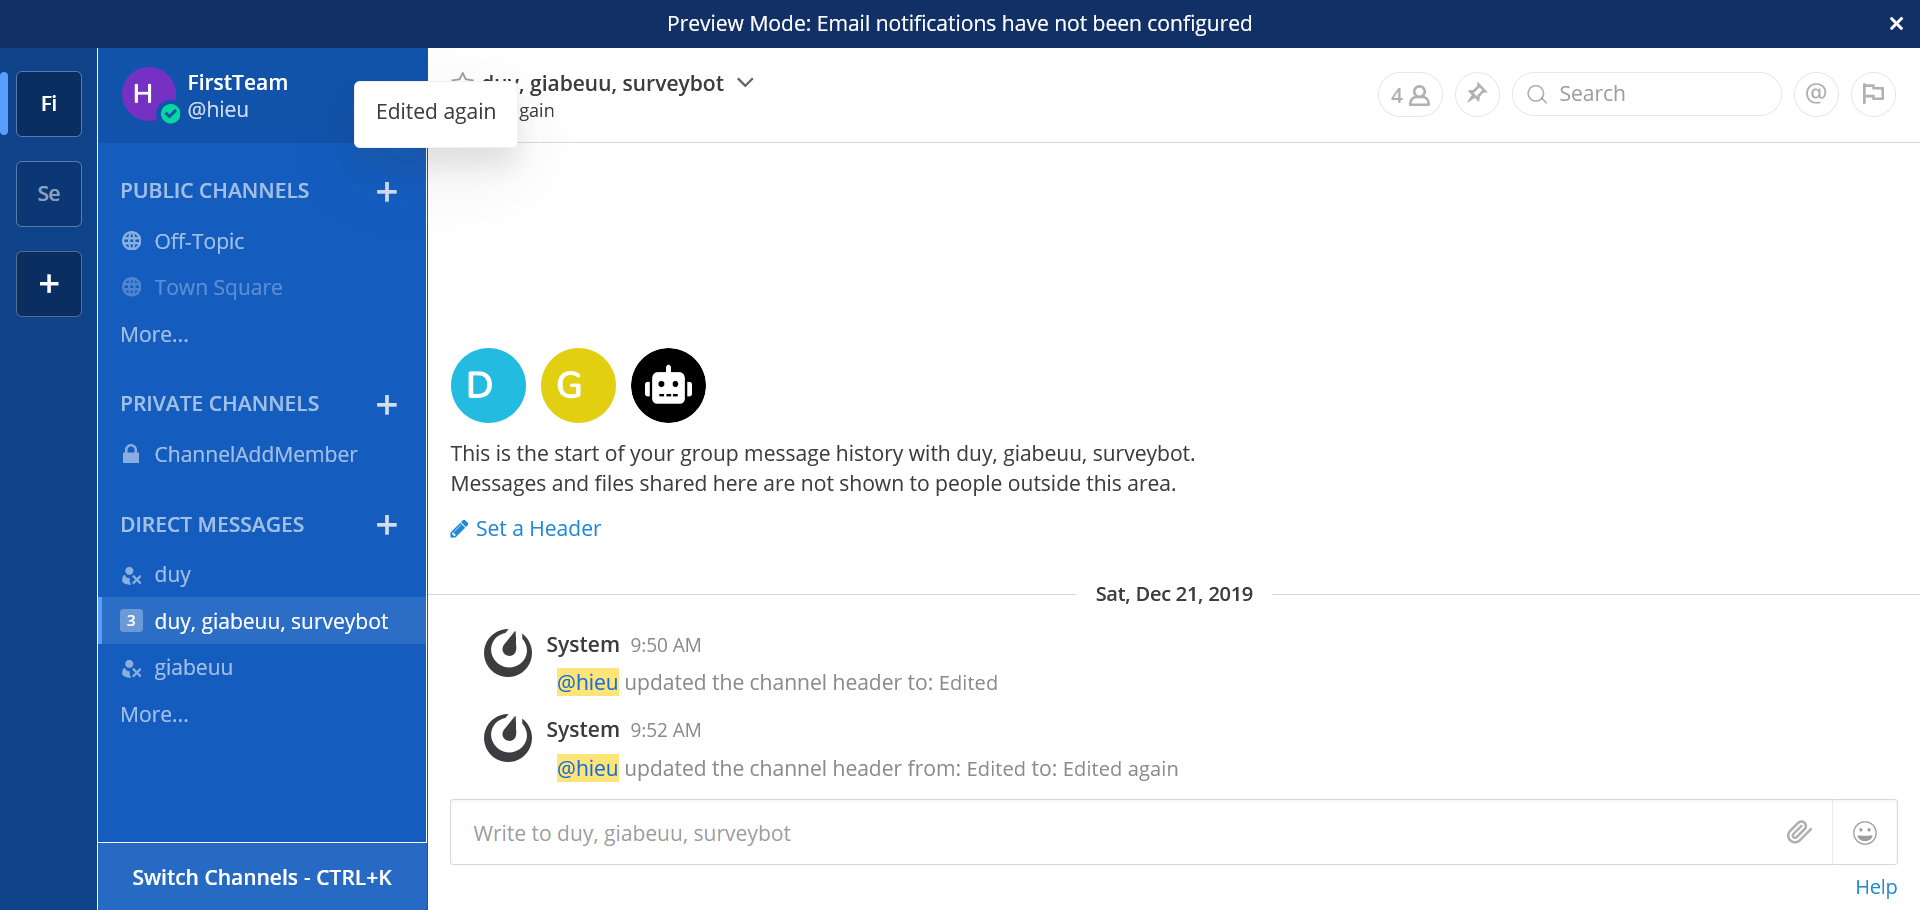 Preview Mode: Email notifications have not been configured
Fi
Se
H
FirstTeam
@hieu
Edited again
duy, giabeuu, surveybot
gain
4
Search
@
PUBLIC CHANNELS
Off-Topic
Town Square
More...
PRIVATE CHANNELS
ChannelAddMember
DIRECT MESSAGES
duy
3 duy, giabeuu, surveybot
giabeuu
More...
Switch Channels - CTRL+K
D G
This is the start of your group message history with duy, giabeuu, surveybot.
Messages and files shared here are not shown to people outside this area.
Set a Header
Sat, Dec 21, 2019
System 9:50 AM
@hieu updated the channel header to: Edited
System 9:52 AM
@hieu updated the channel header from: Edited to: Edited again
Write to duy, giabeuu, surveybot
Help